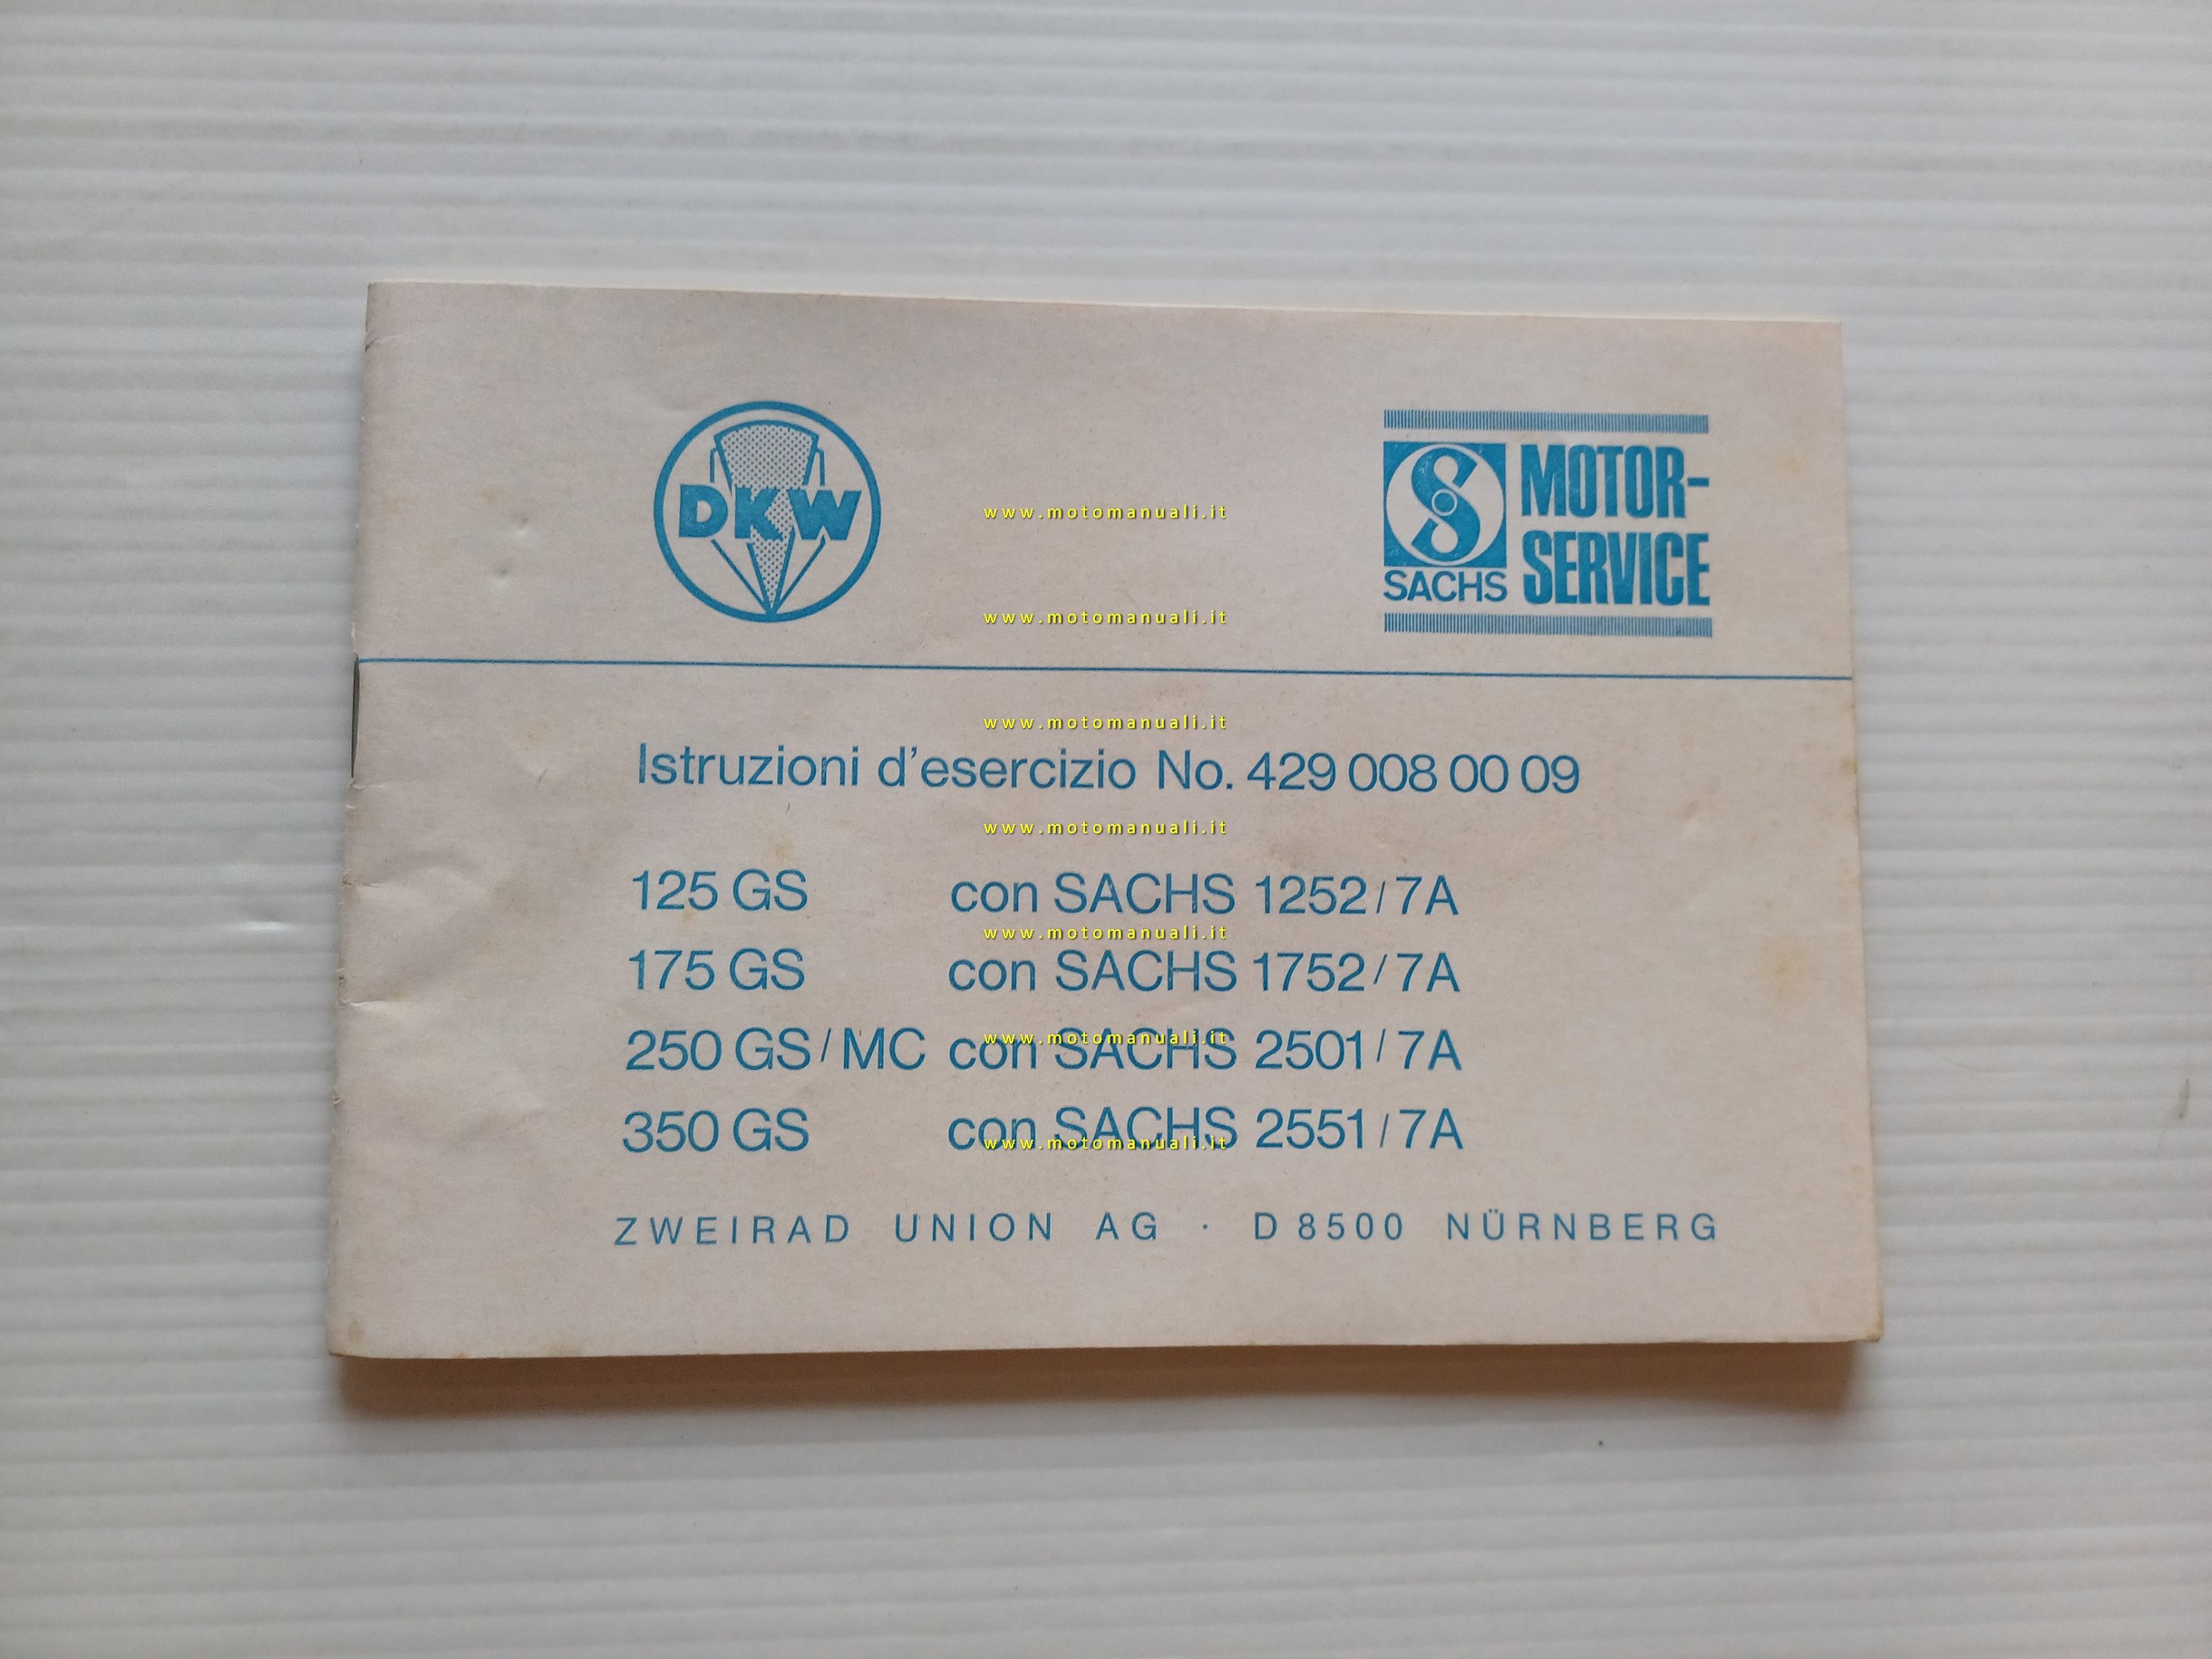 DKW
SACHS
MOTOR-
SERVICE
www.motomanuali.it
www.motomanuali.it
www.motomanuali.it
Istruzioni d'esercizio No. 429 008 00 09
www.motomanuali.it
125 GS con SACHS 1252/7A
www.motomanuali.it
175 GS con SACHS 1752/7A
www.motomanuali.it
250 GS/MC con SACHS 2501/7A
350 GS con SACHS 2551/7A
www.motomanuali.it
ZWEIRAD UNION AG · D 8500 NÜRNBERG